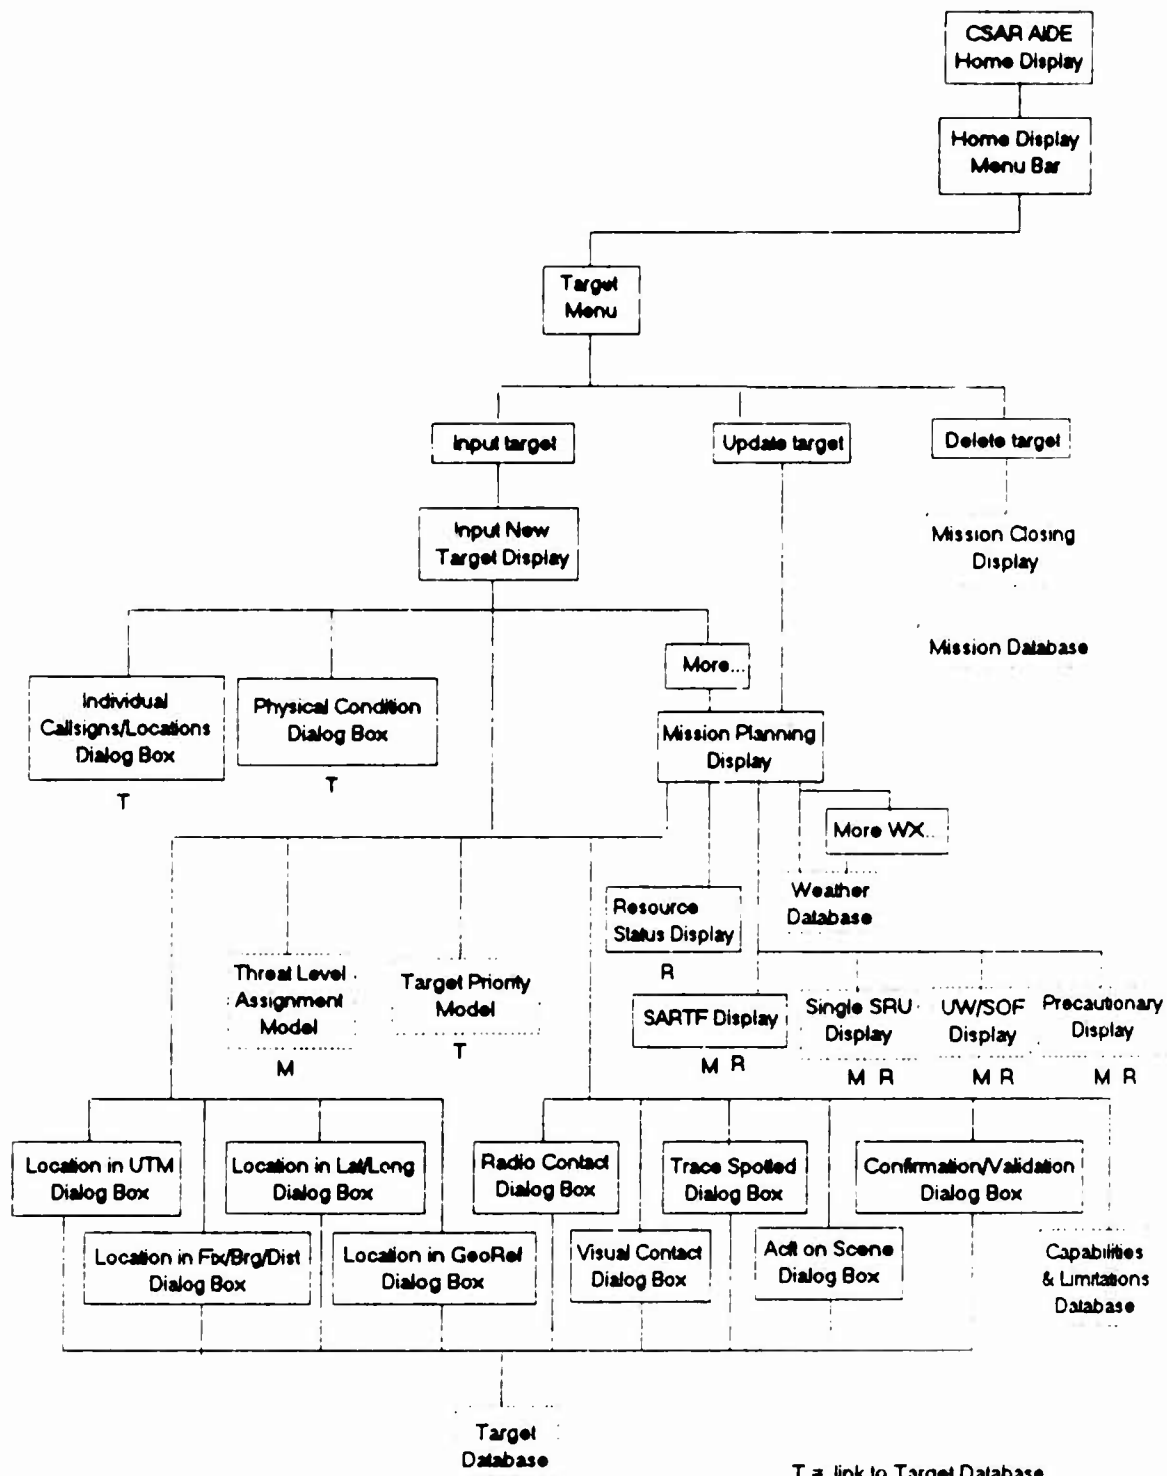 CSAR AIDE
Home Display
Home Display
Menu Bar
Target
Menu
Input target
Update target
Delete target
Input New
Target Display
Mission Closing
Display
Mission Database
More...
Individual
Callsigns/Locations
Dialog Box
T
Physical Condition
Dialog Box
T
Mission Planning
Display
More WX...
Weather
Database
Resource
Status Display
R
Threat Level
Assignment
Model
M
Target Priority
Model
T
SARTF Display
M R
Single SRU
Display
M R
UW/SOF
Display
M R
Precautionary
Display
M R
Location in UTM
Dialog Box
Location in Lat/Long
Dialog Box
Radio Contact
Dialog Box
Trace Spotted
Dialog Box
Confirmation/Validation
Dialog Box
Location in Fix/Brg/Dist
Dialog Box
Location in GeoRef
Dialog Box
Visual Contact
Dialog Box
Acft on Scene
Dialog Box
Capabilities
& Limitations
Database
Target
Database
T = link to Target Database